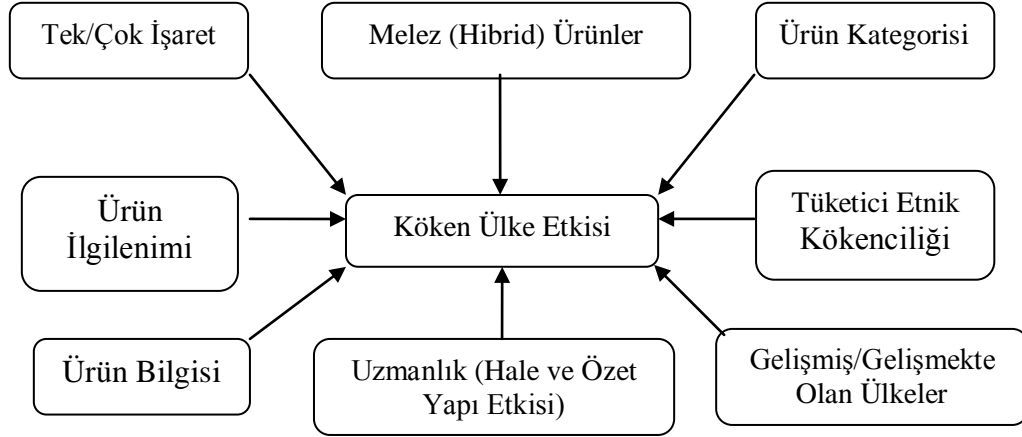 Tek/Çok İşaret
Melez (Hibrid) Ürünler
Ürün Kategorisi
Ürün
İlgilenimi
Köken Ülke Etkisi
Tüketici Etnik
Kökenciliği
Ürün Bilgisi
Uzmanlık (Hale ve Özet
Yapı Etkisi)
Gelişmiş/Gelişmekte
Olan Ülkeler